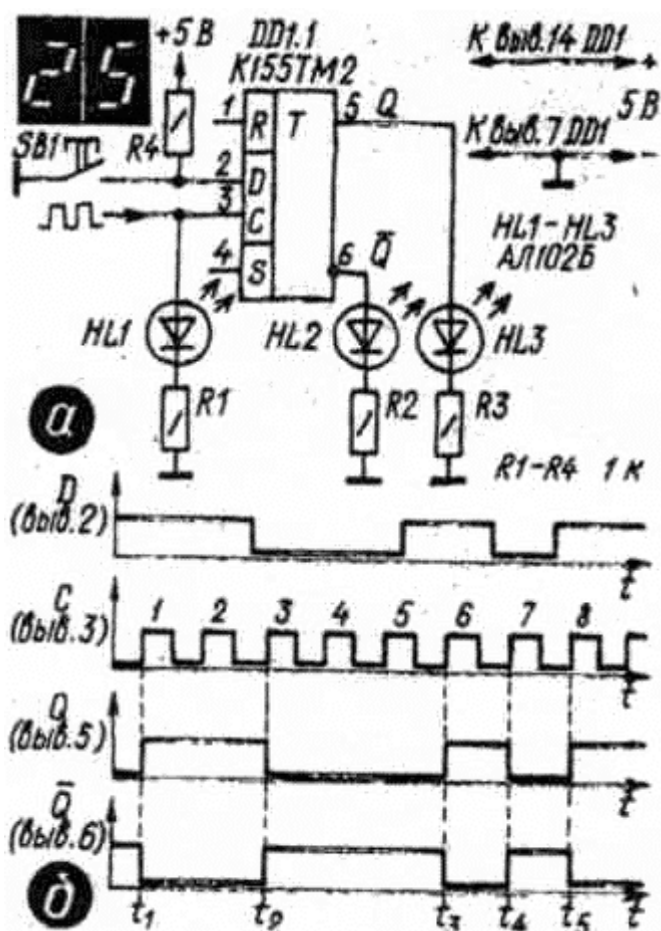 25
+5 В
DD1.1
К155ТМ2
К выв.14 DD1
+
5 В
К выв.7 DD1
−
SB1
R4
1 R T 5 Q
2 D
3 C
4 S 6 Q̅
HL1–HL3
АЛ102Б
HL1 HL2 HL3
R1 R2 R3
а
R1–R4 1 к
D
(выв.2)
t
C
(выв.3)
1 2 3 4 5 6 7 8
t
Q
(выв.5)
t
Q̅
(выв.6)
t
б
t1 t2 t3 t4 t5